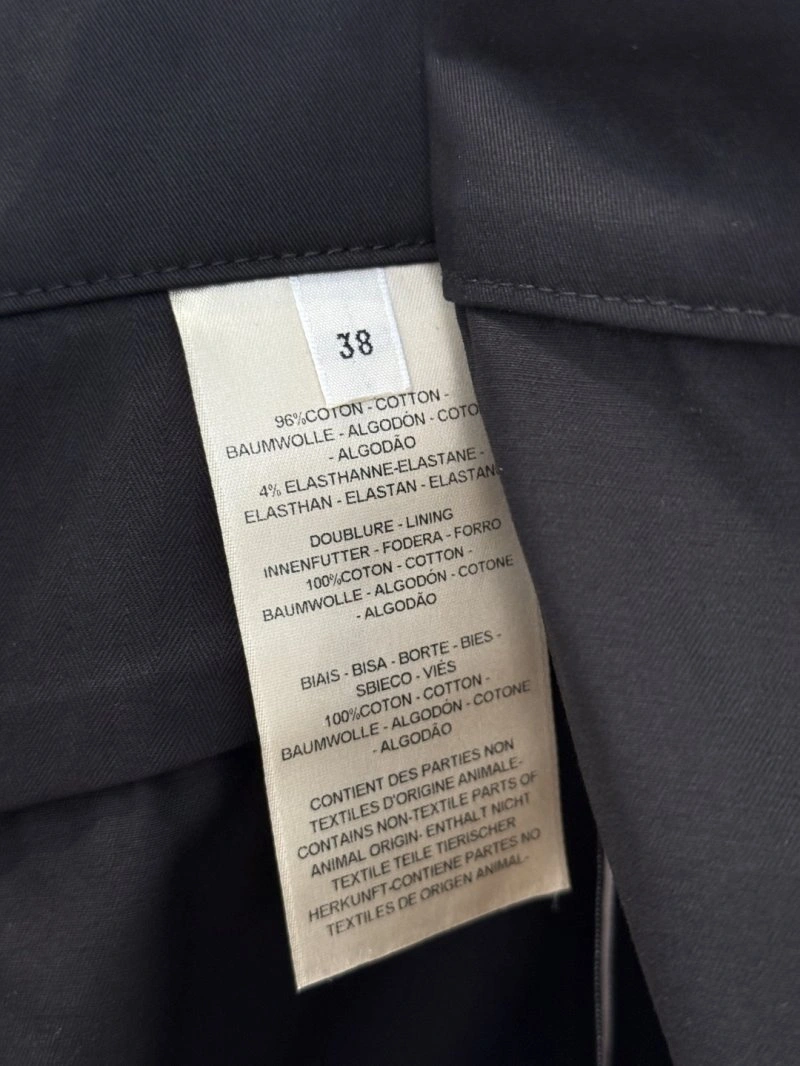 38
96%COTON - COTTON -
BAUMWOLLE - ALGODÓN - COTO
- ALGODÃO
4% ELASTHANNE-ELASTANE -
ELASTHAN - ELASTAN - ELASTAN
DOUBLURE - LINING
INNENFUTTER - FODERA - FORRO
100%COTON - COTTON -
BAUMWOLLE - ALGODÓN - COTONE
- ALGODÃO
BIAIS - BISA - BORTE - BIES -
SBIECO - VIÉS
100%COTON - COTTON -
BAUMWOLLE - ALGODÓN - COTONE
- ALGODÃO
CONTIENT DES PARTIES NON
TEXTILES D'ORIGINE ANIMALE-
CONTAINS NON-TEXTILE PARTS OF
ANIMAL ORIGIN- ENTHALT NICHT
TEXTILE TEILE TIERISCHER
HERKUNFT-CONTIENE PARTES NO
TEXTILES DE ORIGEN ANIMAL-